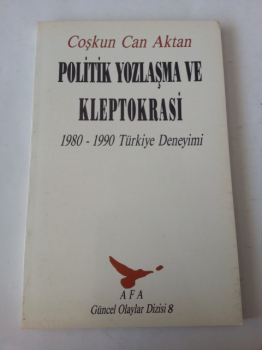 Coşkun Can Aktan
POLİTİK YOZLAŞMA VE
KLEPTOKRASİ
1980 - 1990 Türkiye Deneyimi
AFA
Güncel Olaylar Dizisi 8